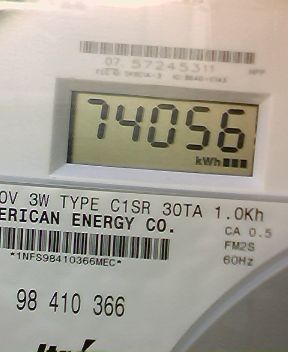 07. 57245311
74056
kWh
0V 3W TYPE C1SR 30TA 1.0Kh
ERICAN ENERGY CO.
CA 0.5
FM2S
60Hz
*1NFS98410366MEC*
98 410 366